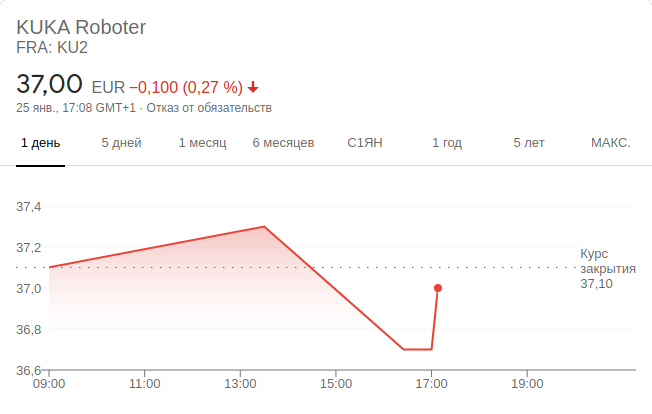 KUKA Roboter
FRA: KU2
37,00 EUR −0,100 (0,27 %)
25 янв., 17:08 GMT+1 · Отказ от обязательств
1 день 5 дней 1 месяц 6 месяцев С1ЯН 1 год 5 лет МАКС.
37,4
37,2
37,0
36,8
36,6
Курс
закрытия
37,10
09:00 11:00 13:00 15:00 17:00 19:00